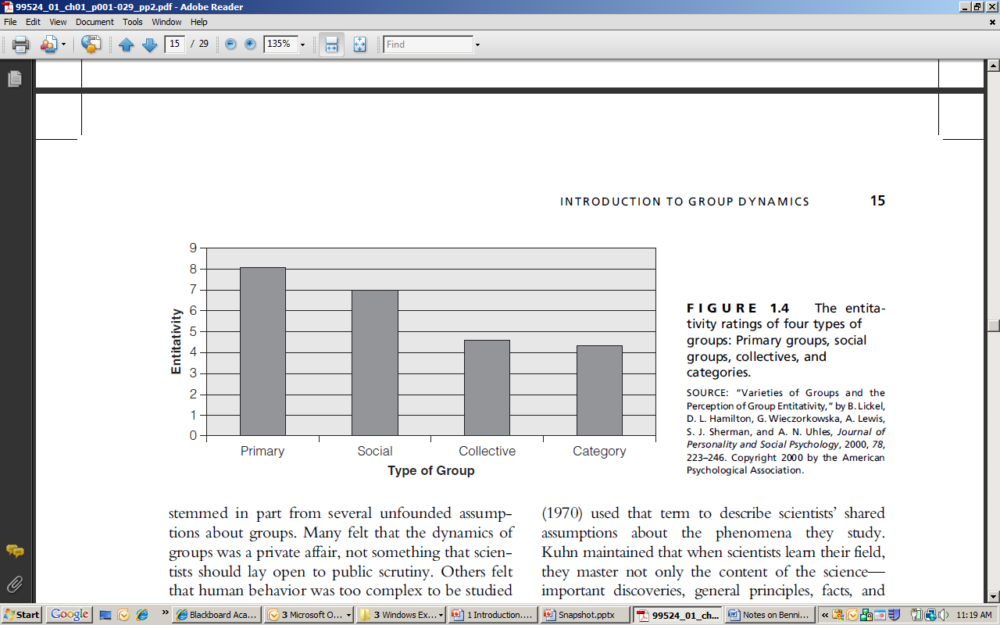 99524_01_ch01_p001-029_pp2.pdf - Adobe Reader
File Edit View Document Tools Window Help
15 / 29 135% Find
INTRODUCTION TO GROUP DYNAMICS 15
9
8
7
6
5
4
3
2
1
0
Entitativity
Primary Social Collective Category
Type of Group
FIGURE 1.4 The entita-
tivity ratings of four types of
groups: Primary groups, social
groups, collectives, and
categories.
SOURCE: “Varieties of Groups and the
Perception of Group Entitativity,” by B. Lickel,
D. L. Hamilton, G. Wieczorkowska, A. Lewis,
S. J. Sherman, and A. N. Uhles, Journal of
Personality and Social Psychology, 2000, 78,
223–246. Copyright 2000 by the American
Psychological Association.
stemmed in part from several unfounded assump-
tions about groups. Many felt that the dynamics of
groups was a private affair, not something that scien-
tists should lay open to public scrutiny. Others felt
that human behavior was too complex to be studied
(1970) used that term to describe scientists’ shared
assumptions about the phenomena they study.
Kuhn maintained that when scientists learn their field,
they master not only the content of the science—
important discoveries, general principles, facts, and
Start Google » Blackboard Aca... 3 Microsoft O... 3 Windows Ex... 1 Introduction.... Snapshot.pptx 99524_01_ch... Notes on Benni... « 11:19 AM